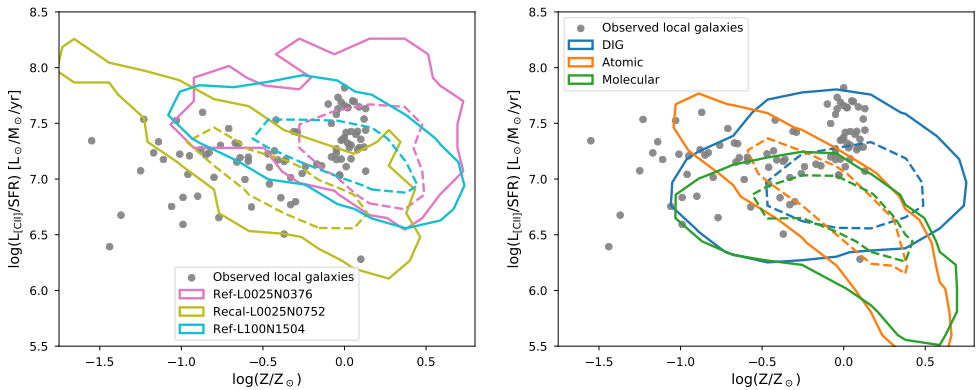 8.5
8.0
7.5
7.0
6.5
6.0
5.5
log(L[CII]/SFR) [L⊙/M⊙/yr]
Observed local galaxies
Ref-L0025N0376
Recal-L0025N0752
Ref-L100N1504
−1.5 −1.0 −0.5 0.0 0.5
log(Z/Z⊙)
8.5
8.0
7.5
7.0
6.5
6.0
5.5
log(L[CII]/SFR) [L⊙/M⊙/yr]
Observed local galaxies
DIG
Atomic
Molecular
−1.5 −1.0 −0.5 0.0 0.5
log(Z/Z⊙)